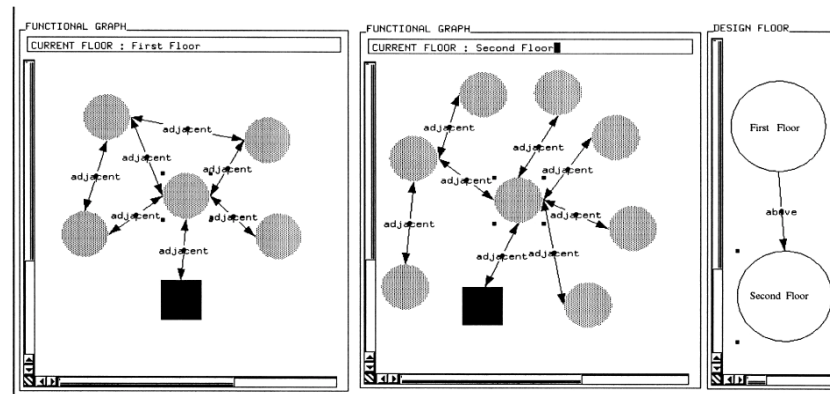 FUNCTIONAL GRAPH
CURRENT FLOOR : First Floor
adjacent
adjacent
adjacent
adjacent
adjacent
adjacent
adjacent
FUNCTIONAL GRAPH
CURRENT FLOOR : Second Floor
adjacent
adjacent
adjacent
adjacent
adjacent
adjacent
adjacent
adjacent
DESIGN FLOOR
First Floor
above
Second Floor